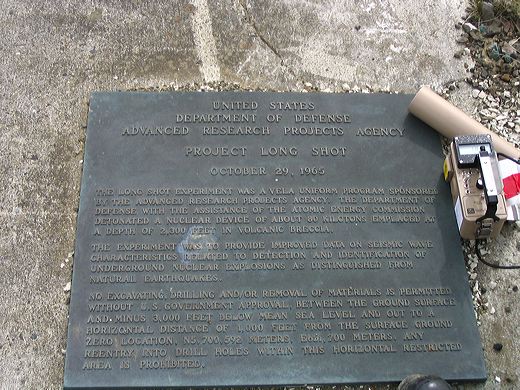 UNITED STATES
DEPARTMENT OF DEFENSE
ADVANCED RESEARCH PROJECTS AGENCY
PROJECT LONG SHOT
OCTOBER 29, 1965
THE LONG SHOT EXPERIMENT WAS A VELA UNIFORM PROGRAM SPONSORED
BY THE ADVANCED RESEARCH PROJECTS AGENCY. THE DEPARTMENT OF
DEFENSE WITH THE ASSISTANCE OF THE ATOMIC ENERGY COMMISSION
DETONATED A NUCLEAR DEVICE OF ABOUT 80 KILOTONS EMPLACED AT
A DEPTH OF 2,300 FEET IN VOLCANIC BRECCIA.
THE EXPERIMENT WAS TO PROVIDE IMPROVED DATA ON SEISMIC WAVE
CHARACTERISTICS RELATED TO DETECTION AND IDENTIFICATION OF
UNDERGROUND NUCLEAR EXPLOSIONS AS DISTINGUISHED FROM
NATURAL EARTHQUAKES.
NO EXCAVATING, DRILLING AND/OR REMOVAL OF MATERIALS IS PERMITTED
WITHOUT U.S. GOVERNMENT APPROVAL, BETWEEN THE GROUND SURFACE
AND MINUS 3,000 FEET BELOW MEAN SEA LEVEL AND OUT TO A
HORIZONTAL DISTANCE OF 1,000 FEET FROM THE SURFACE GROUND
ZERO LOCATION, N5,700,592 METERS, METERS. ANY
REENTRY INTO DRILL HOLES WITHIN THIS HORIZONTAL RESTRICTED
AREA IS PROHIBITED.